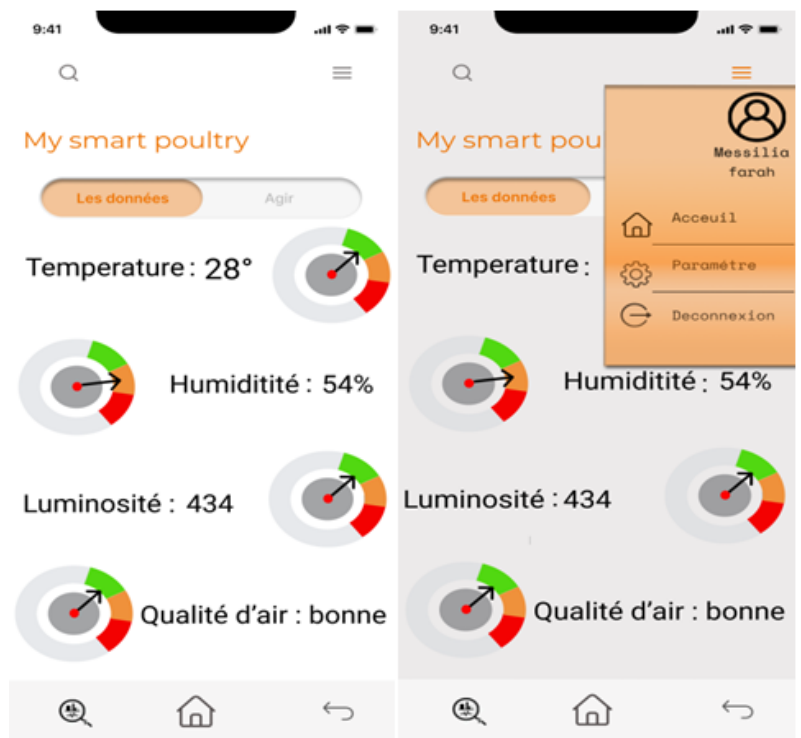 9:41
My smart poultry
Les données
Agir
Temperature : 28°
Humiditité : 54%
Luminosité : 434
Qualité d'air : bonne
9:41
My smart pou
Messilia
farah
Les données
Acceuil
Temperature :
Paramétre
Deconnexion
Humiditité : 54%
Luminosité : 434
Qualité d'air : bonne